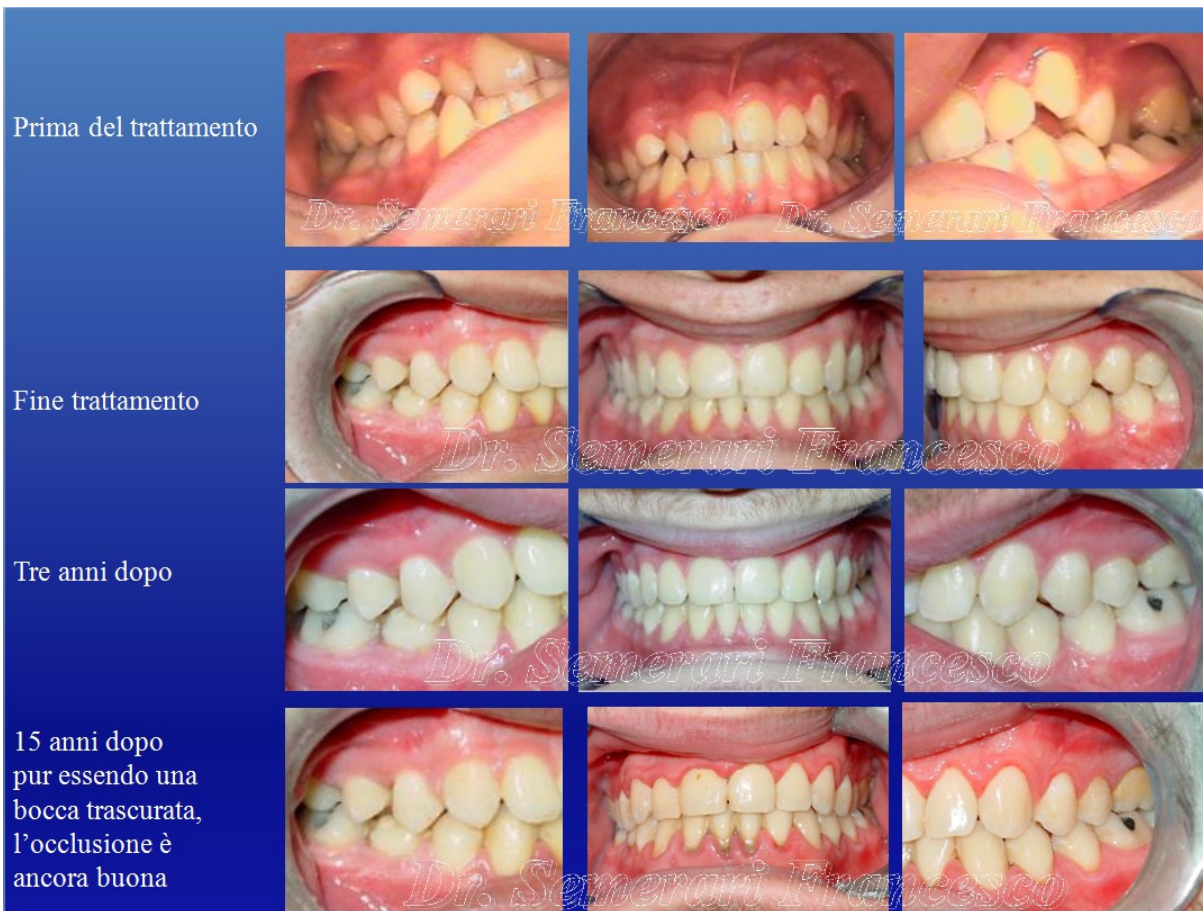 Prima del trattamento
Dr. Semerari Francesco
Dr. Semerari Francesco
Fine trattamento
Dr. Semerari Francesco
Tre anni dopo
Dr. Semerari Francesco
15 anni dopo
pur essendo una
bocca trascurata,
l’occlusione è
ancora buona
Dr. Semerari Francesco